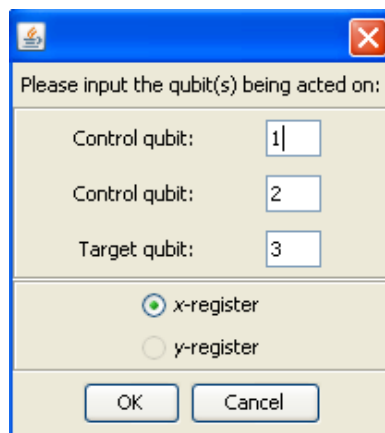 Please input the qubit(s) being acted on:
Control qubit: 1
Control qubit: 2
Target qubit: 3
x-register
y-register
OK Cancel